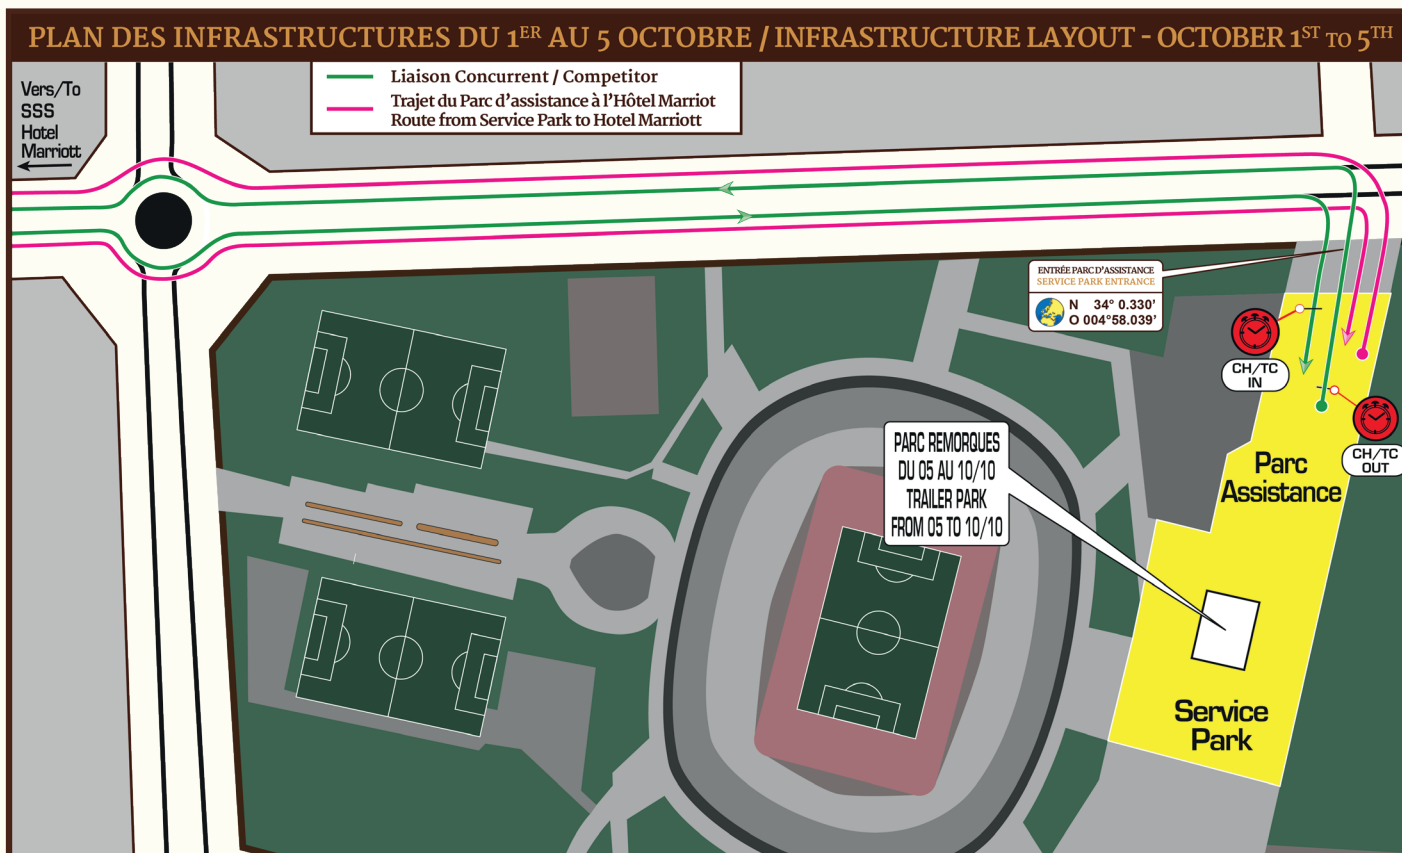 PLAN DES INFRASTRUCTURES DU 1ER AU 5 OCTOBRE / INFRASTRUCTURE LAYOUT - OCTOBER 1ST TO 5TH
Vers/To
SSS
Hotel
Marriott
Liaison Concurrent / Competitor
Trajet du Parc d'assistance à l'Hôtel Marriot
Route from Service Park to Hotel Marriott
ENTRÉE PARC D'ASSISTANCE
SERVICE PARK ENTRANCE
N 34° 0.330'
O 004°58.039'
CH/TC
IN
CH/TC
OUT
PARC REMORQUES
DU 05 AU 10/10
TRAILER PARK
FROM 05 TO 10/10
Parc
Assistance
Service
Park